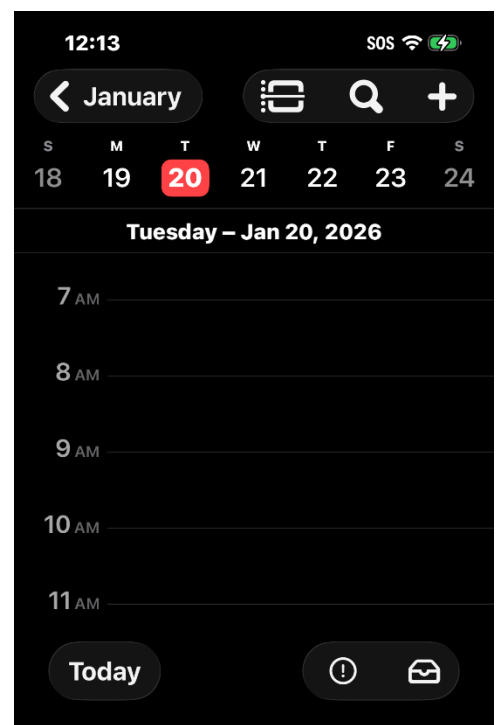 12:13 SOS
January
S M T W T F S
18 19 20 21 22 23 24
Tuesday – Jan 20, 2026
7 AM
8 AM
9 AM
10 AM
11 AM
Today